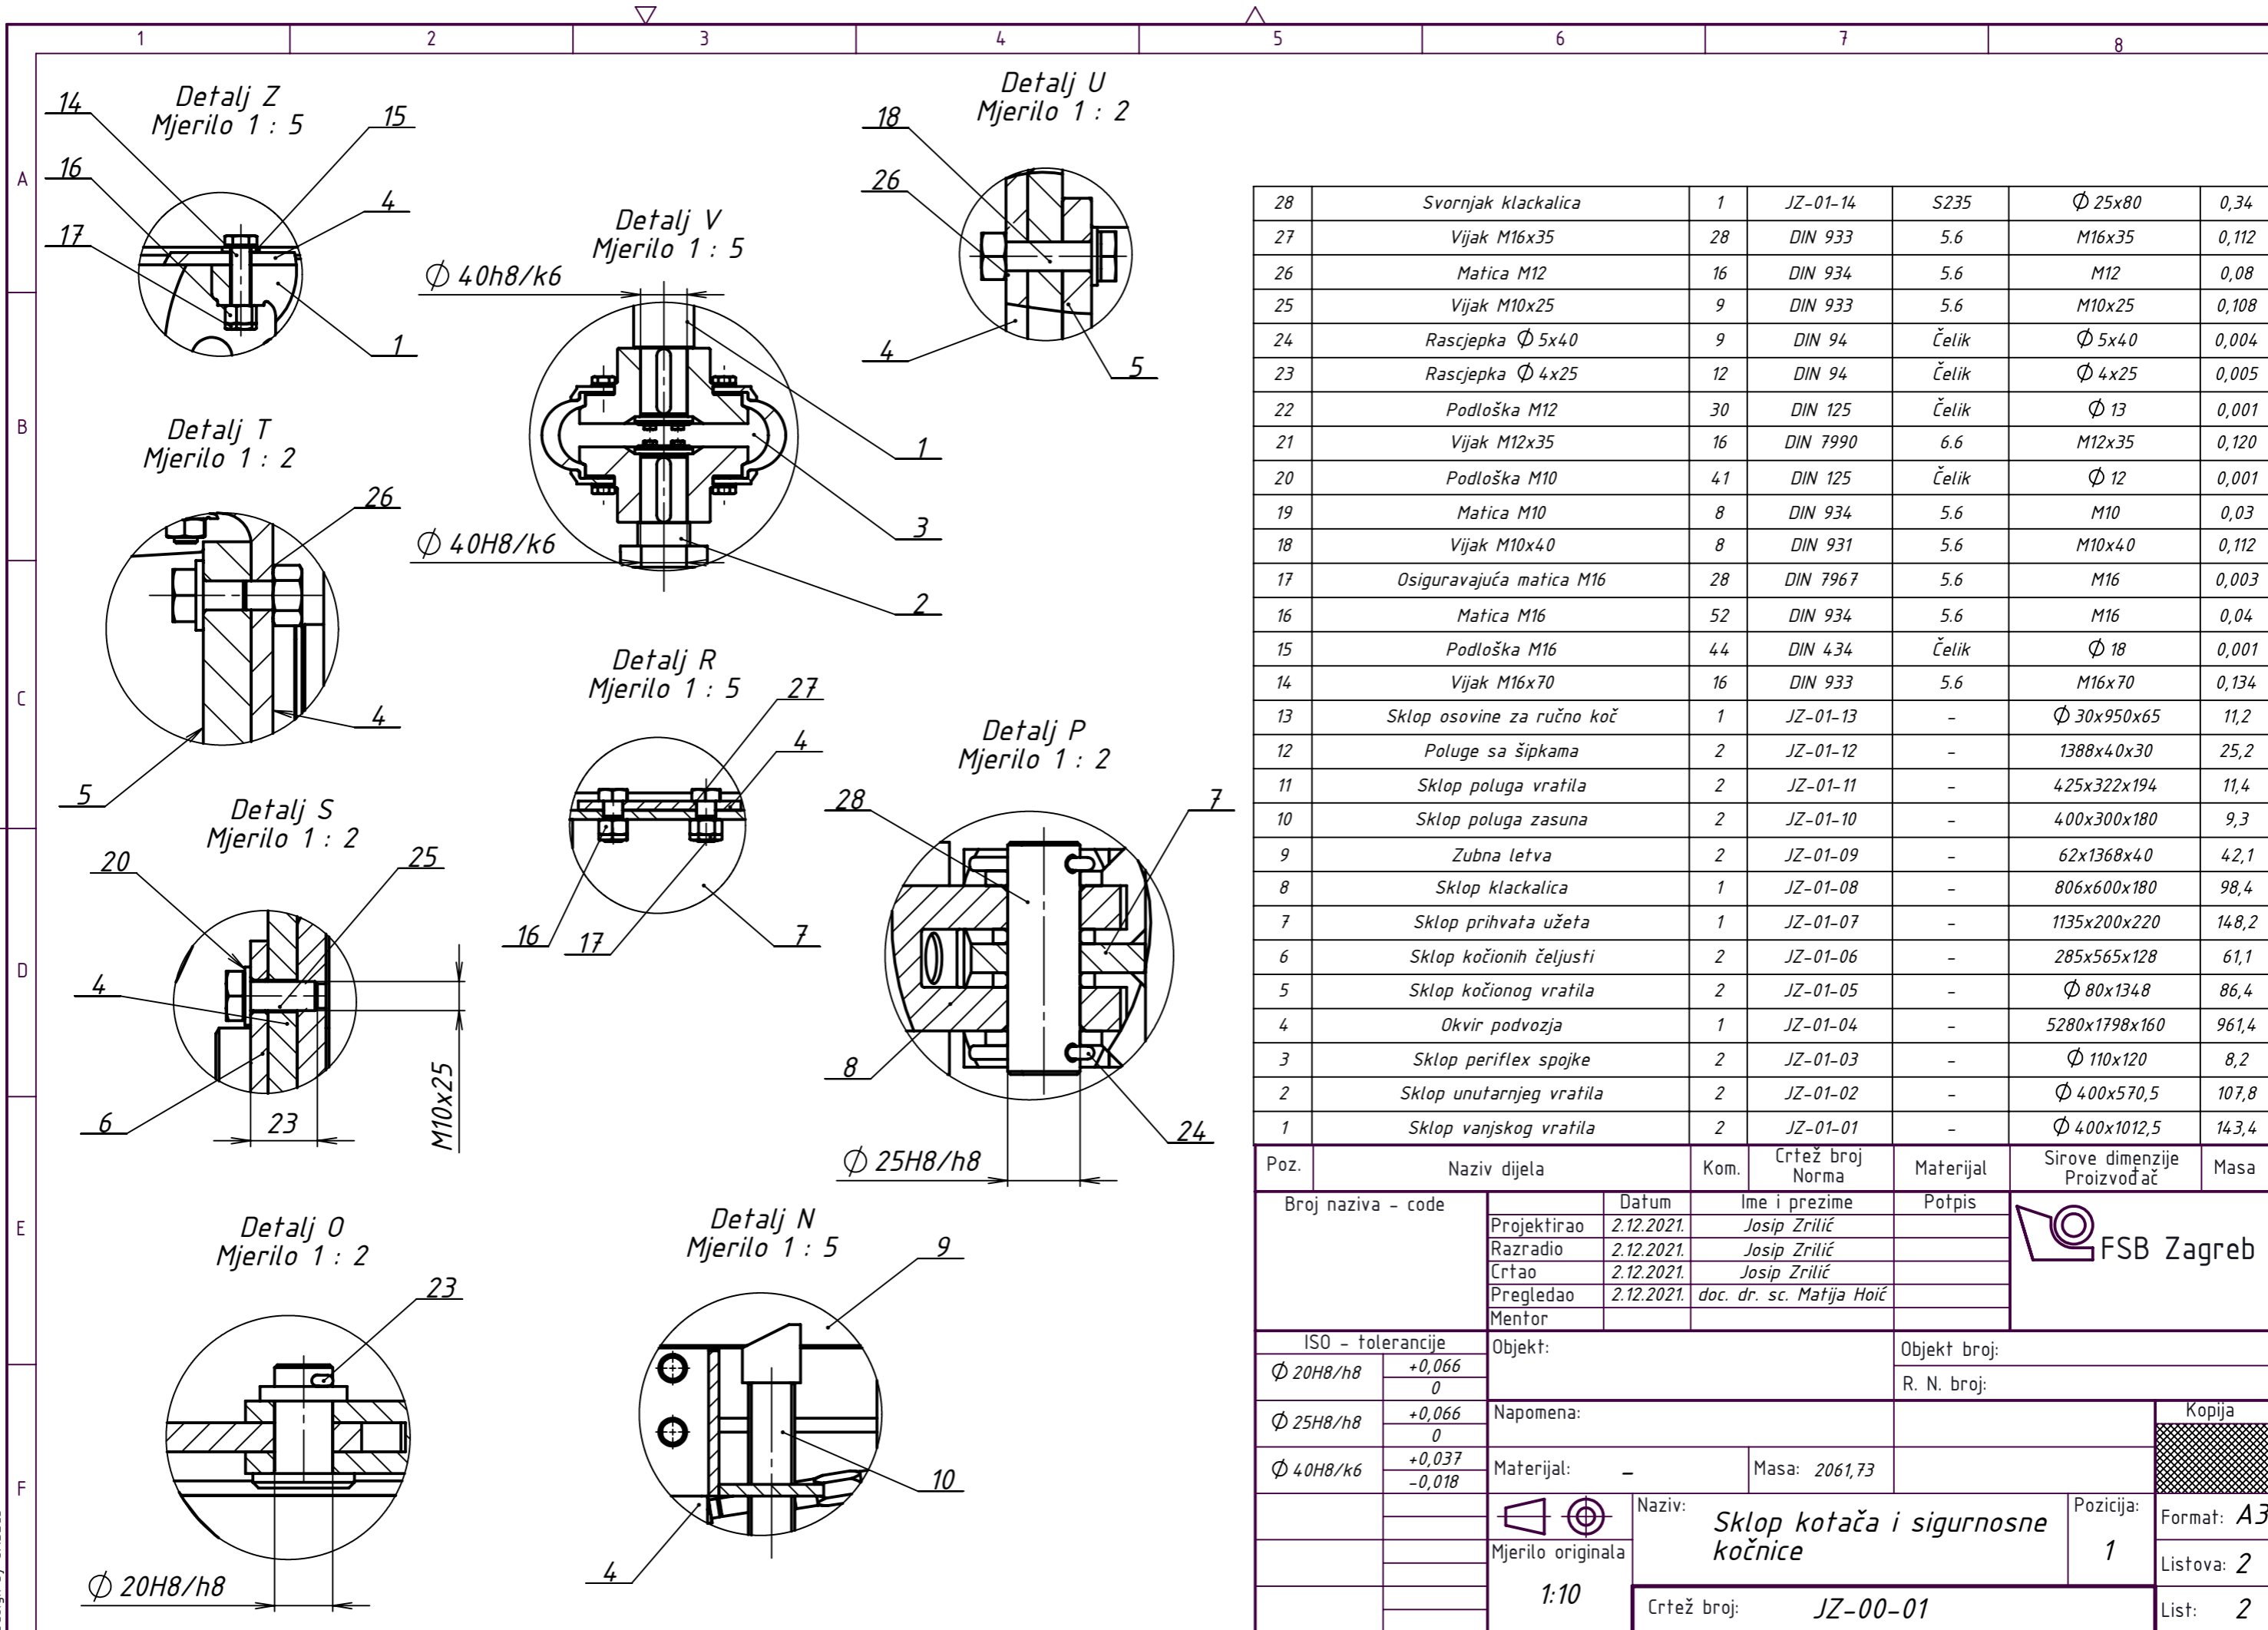 1 2 3 4 5 6 7 8
A
B
C
D
E
F
Detalj Z
Mjerilo 1 : 5
14
15
16
4
17
1
Detalj V
Mjerilo 1 : 5
Ø 40h8/k6
1
3
Ø 40H8/k6
2
Detalj U
Mjerilo 1 : 2
18
26
4
5
Detalj T
Mjerilo 1 : 2
26
4
5
Detalj R
Mjerilo 1 : 5
27
4
16
17
7
Detalj P
Mjerilo 1 : 2
28
7
8
24
Ø 25H8/h8
Detalj S
Mjerilo 1 : 2
20
25
4
6
23
M10x25
Detalj O
Mjerilo 1 : 2
23
Ø 20H8/h8
Detalj N
Mjerilo 1 : 5
9
10
4
28 Svornjak klackalica 1 JZ-01-14 S235 Ø 25x80 0,34
27 Vijak M16x35 28 DIN 933 5.6 M16x35 0,112
26 Matica M12 16 DIN 934 5.6 M12 0,08
25 Vijak M10x25 9 DIN 933 5.6 M10x25 0,108
24 Rascjepka Ø 5x40 9 DIN 94 Čelik Ø 5x40 0,004
23 Rascjepka Ø 4x25 12 DIN 94 Čelik Ø 4x25 0,005
22 Podloška M12 30 DIN 125 Čelik Ø 13 0,001
21 Vijak M12x35 16 DIN 7990 6.6 M12x35 0,120
20 Podloška M10 41 DIN 125 Čelik Ø 12 0,001
19 Matica M10 8 DIN 934 5.6 M10 0,03
18 Vijak M10x40 8 DIN 931 5.6 M10x40 0,112
17 Osiguravajuća matica M16 28 DIN 7967 5.6 M16 0,003
16 Matica M16 52 DIN 934 5.6 M16 0,04
15 Podloška M16 44 DIN 434 Čelik Ø 18 0,001
14 Vijak M16x70 16 DIN 933 5.6 M16x70 0,134
13 Sklop osovine za ručno koč 1 JZ-01-13 - Ø 30x950x65 11,2
12 Poluge sa šipkama 2 JZ-01-12 - 1388x40x30 25,2
11 Sklop poluga vratila 2 JZ-01-11 - 425x322x194 11,4
10 Sklop poluga zasuna 2 JZ-01-10 - 400x300x180 9,3
9 Zubna letva 2 JZ-01-09 - 62x1368x40 42,1
8 Sklop klackalica 1 JZ-01-08 - 806x600x180 98,4
7 Sklop prihvata užeta 1 JZ-01-07 - 1135x200x220 148,2
6 Sklop kočionih čeljusti 2 JZ-01-06 - 285x565x128 61,1
5 Sklop kočionog vratila 2 JZ-01-05 - Ø 80x1348 86,4
4 Okvir podvozja 1 JZ-01-04 - 5280x1798x160 961,4
3 Sklop periflex spojke 2 JZ-01-03 - Ø 110x120 8,2
2 Sklop unutarnjeg vratila 2 JZ-01-02 - Ø 400x570,5 107,8
1 Sklop vanjskog vratila 2 JZ-01-01 - Ø 400x1012,5 143,4
Poz. Naziv dijela Kom. Crtež broj Norma Materijal Sirove dimenzije Proizvođač Masa
Broj naziva - code
Datum Ime i prezime Potpis
Projektirao 2.12.2021. Josip Zrilić
Razradio 2.12.2021. Josip Zrilić
Crtao 2.12.2021. Josip Zrilić
Pregledao 2.12.2021. doc. dr. sc. Matija Hoić
Mentor
FSB Zagreb
ISO - tolerancije
Ø 20H8/h8 +0,066 0
Ø 25H8/h8 +0,066 0
Ø 40H8/k6 +0,037 -0,018
Objekt:
Objekt broj:
R. N. broj:
Napomena:
Kopija
Materijal: -
Masa: 2061,73
Mjerilo originala
1:10
Naziv:
Sklop kotača i sigurnosne
kočnice
Pozicija:
1
Format: A3
Listova: 2
Crtež broj: JZ-00-01
List: 2